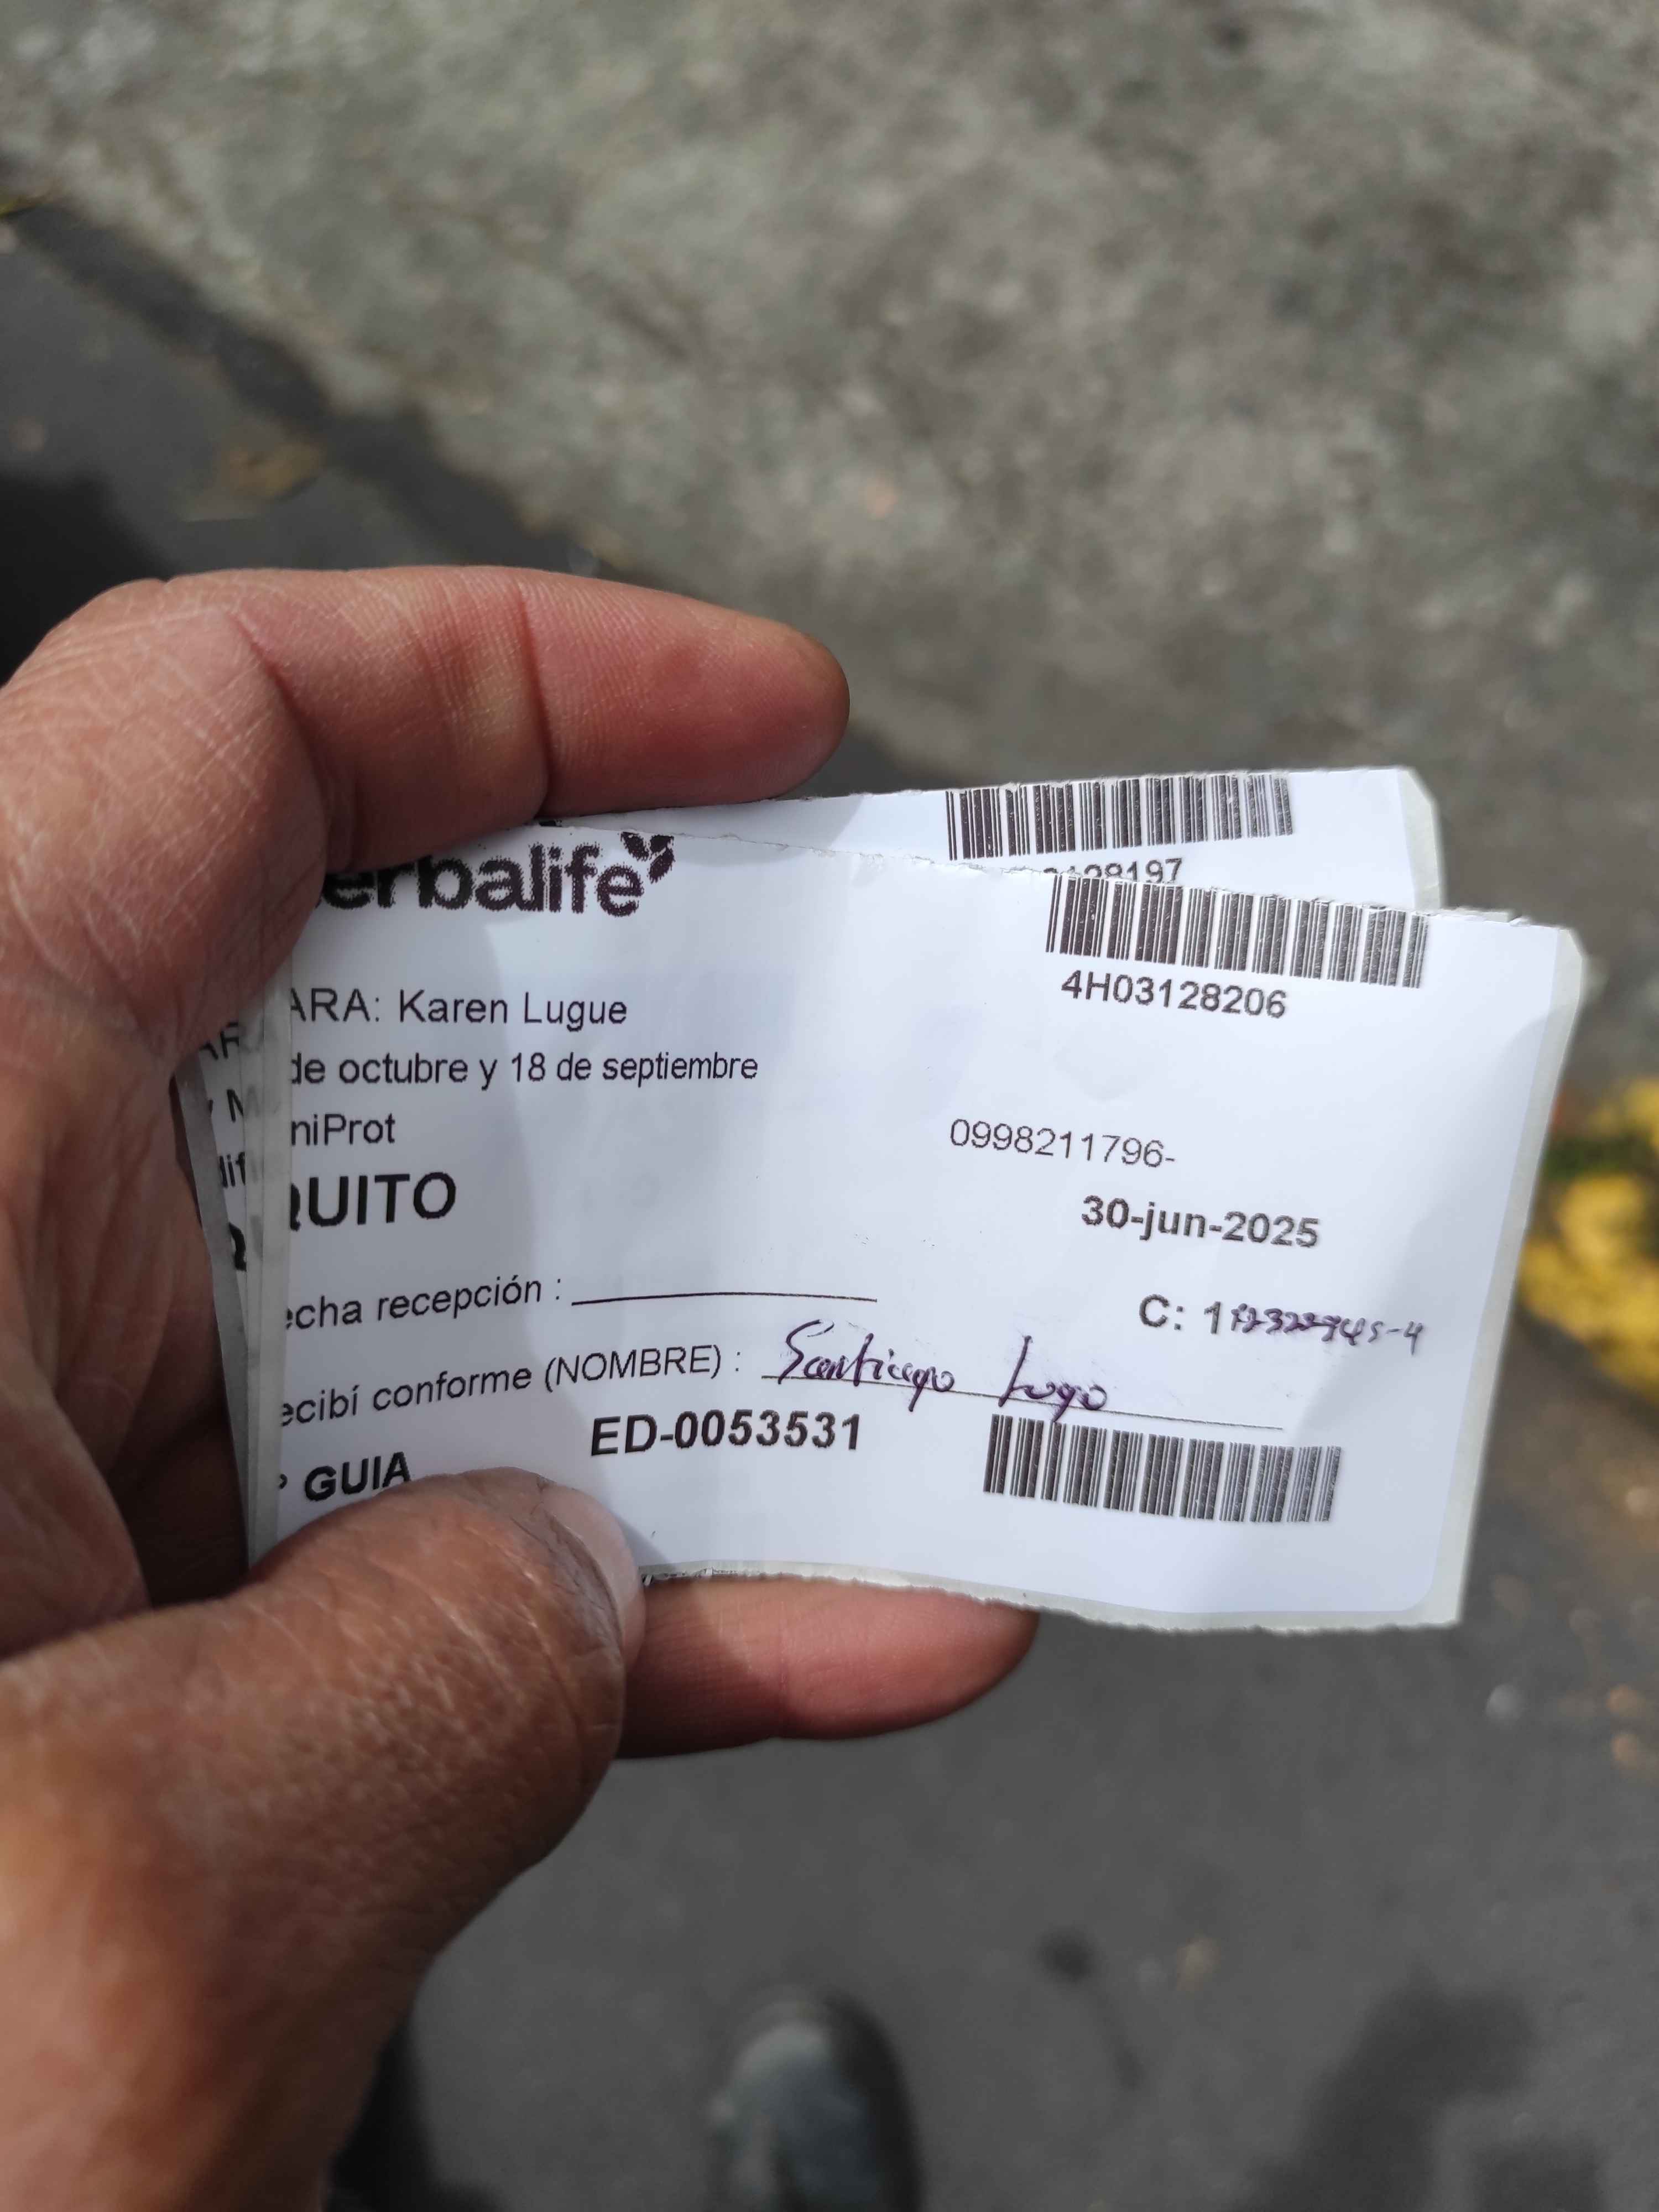 128197
erbalife
4H03128206
ARA: Karen Lugue
de octubre y 18 de septiembre
niProt
0998211796-
QUITO
30-jun-2025
echa recepción :
C: 1
ecibí conforme (NOMBRE) : Santiago Lugo
ED-0053531
° GUIA